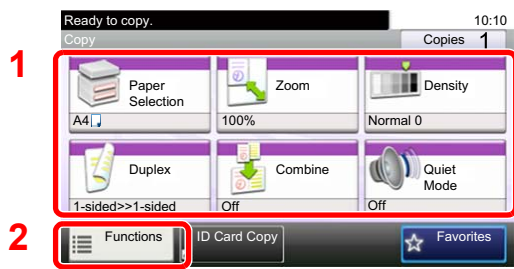 Ready to copy.
10:10
Copy
Copies 1
1
Paper
Selection
A4
Zoom
100%
Density
Normal 0
Duplex
1-sided>>1-sided
Combine
Off
Quiet
Mode
Off
2
Functions
ID Card Copy
Favorites